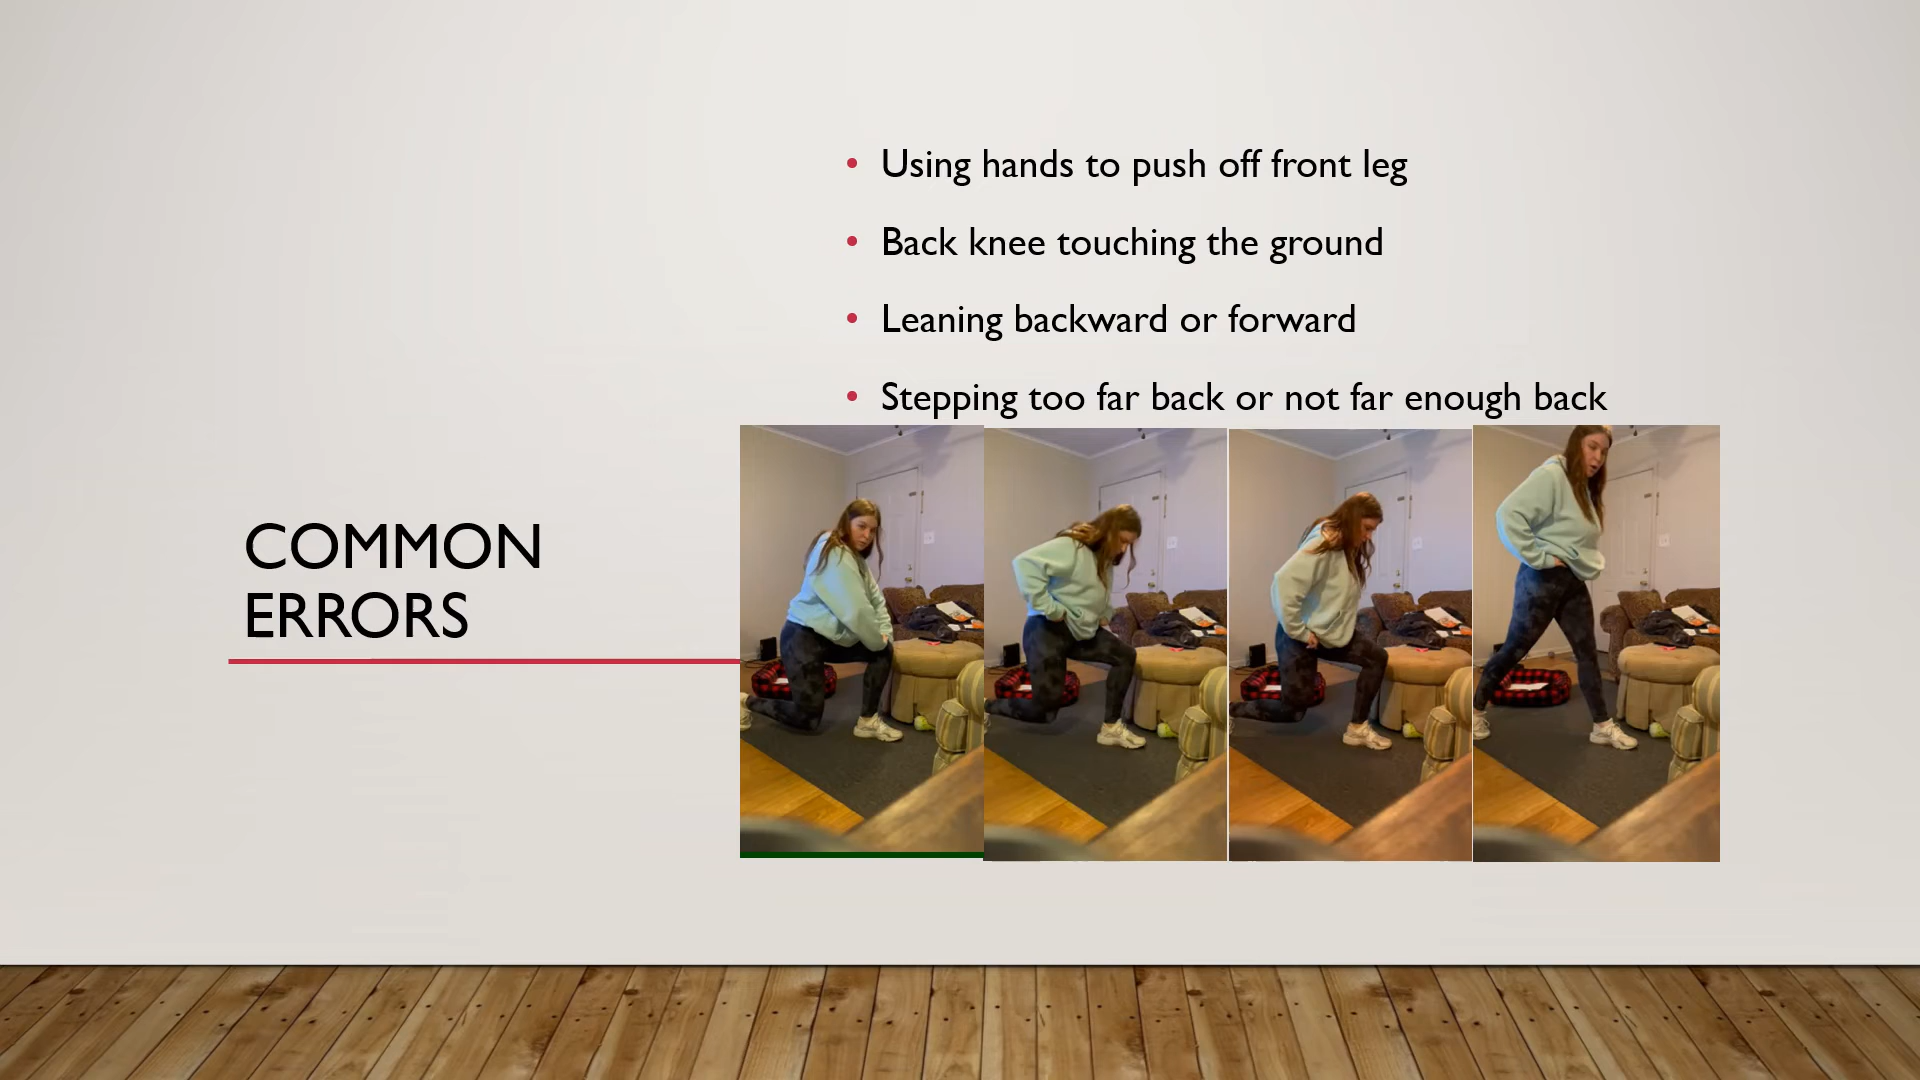 Using hands to push off front leg
Back knee touching the ground
Leaning backward or forward
Stepping too far back or not far enough back
COMMON
ERRORS